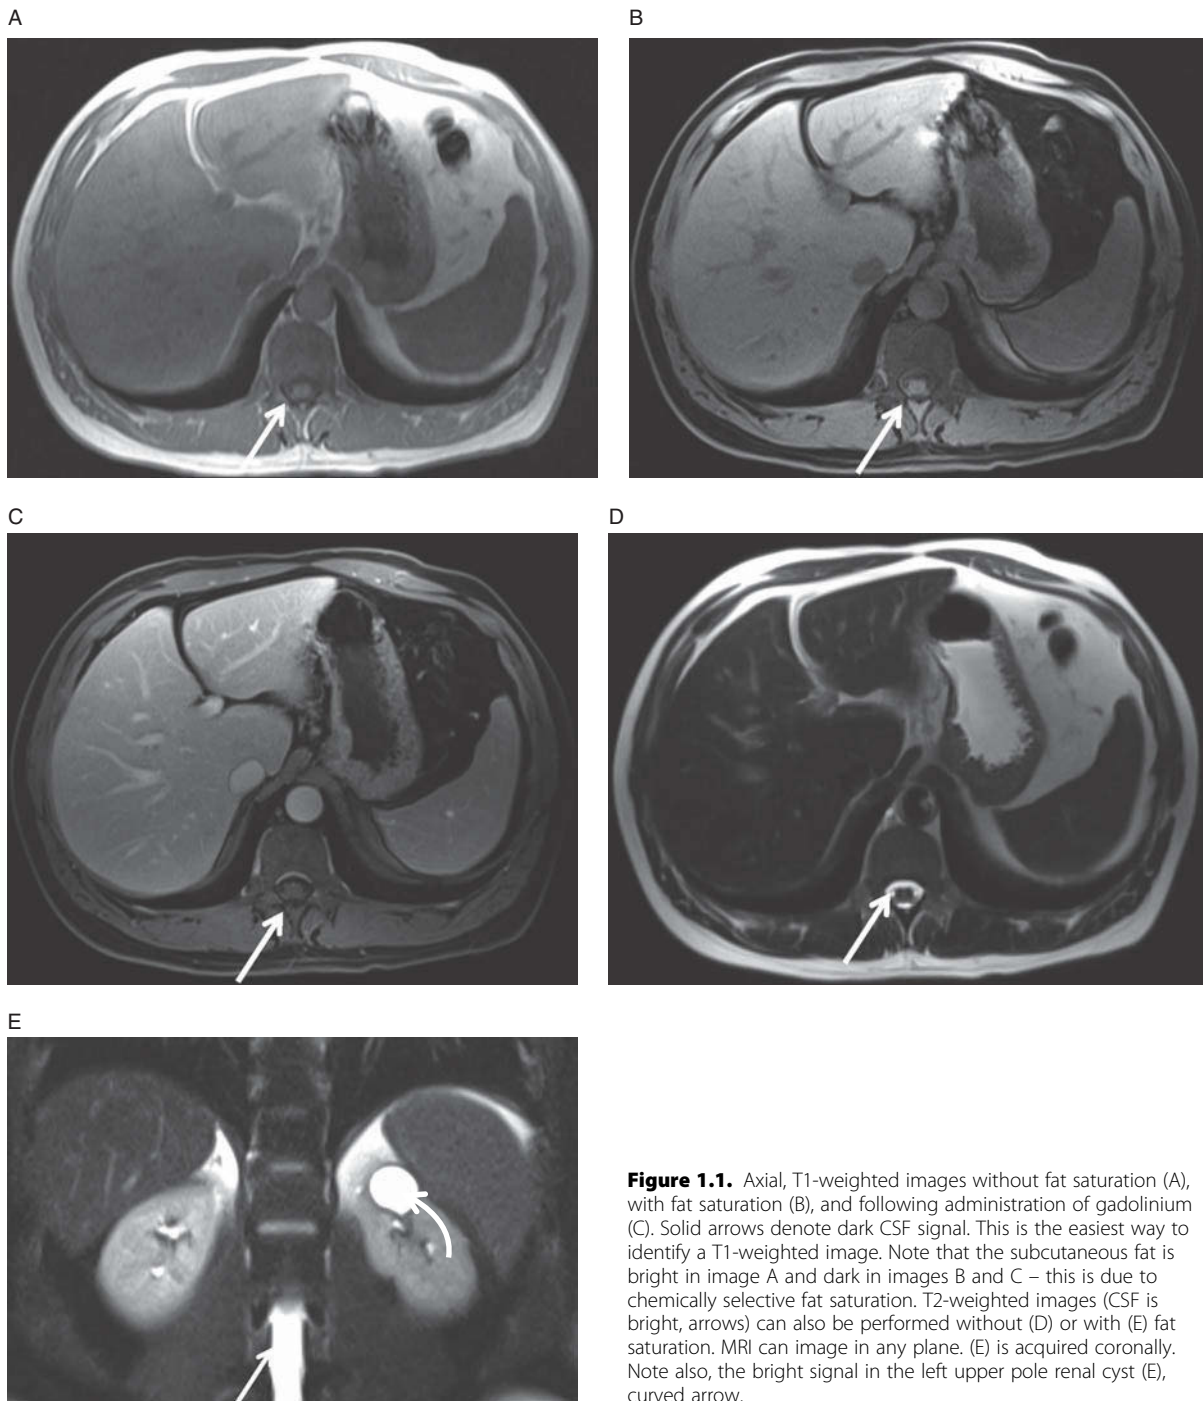 A
B
C
D
E
Figure 1.1. Axial, T1-weighted images without fat saturation (A),
with fat saturation (B), and following administration of gadolinium
(C). Solid arrows denote dark CSF signal. This is the easiest way to
identify a T1-weighted image. Note that the subcutaneous fat is
bright in image A and dark in images B and C – this is due to
chemically selective fat saturation. T2-weighted images (CSF is
bright, arrows) can also be performed without (D) or with (E) fat
saturation. MRI can image in any plane. (E) is acquired coronally.
Note also, the bright signal in the left upper pole renal cyst (E),
curved arrow.